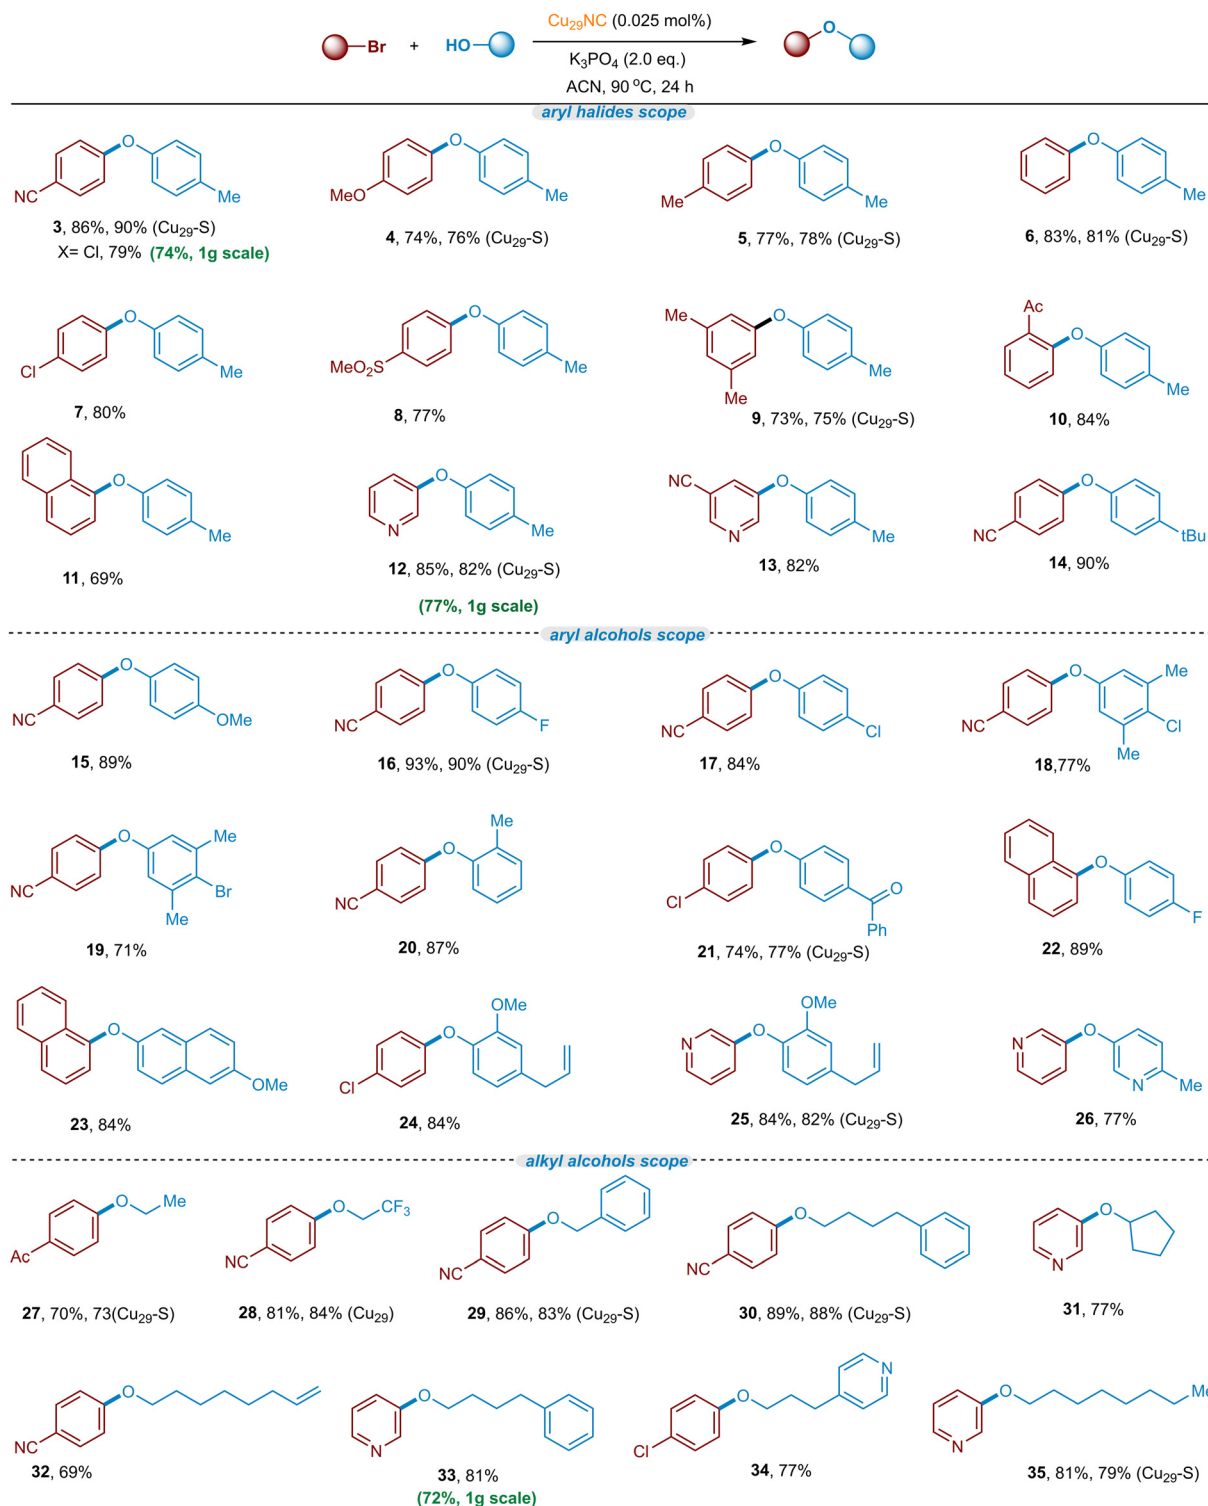 Cu29NC (0.025 mol%)
Br + HO O
K3PO4 (2.0 eq.)
ACN, 90 °C, 24 h
aryl halides scope
O O O O
NC Me MeO Me Me Me Me
3, 86%, 90% (Cu29-S) 4, 74%, 76% (Cu29-S) 5, 77%, 78% (Cu29-S) 6, 83%, 81% (Cu29-S)
X= Cl, 79% (74%, 1g scale)
Ac
O O Me O O
Cl Me MeO2S Me Me Me Me
7, 80% 8, 77% 9, 73%, 75% (Cu29-S) 10, 84%
O O NC O O
Me N Me N Me NC tBu
11, 69% 12, 85%, 82% (Cu29-S) 13, 82% 14, 90%
(77%, 1g scale)
aryl alcohols scope
O O O O Me
NC OMe NC F NC Cl NC Cl Me
15, 89% 16, 93%, 90% (Cu29-S) 17, 84% 18,77%
O Me O Me O O
NC Br Me NC Cl O Ph F
19, 71% 20, 87% 21, 74%, 77% (Cu29-S) 22, 89%
OMe OMe
O O N O N O
OMe Cl N Me
23, 84% 24, 84% 25, 84%, 82% (Cu29-S) 26, 77%
alkyl alcohols scope
O Me O CF3 O O O
Ac NC NC NC N
27, 70%, 73(Cu29-S) 28, 81%, 84% (Cu29) 29, 86%, 83% (Cu29-S) 30, 89%, 88% (Cu29-S) 31, 77%
O O O N O Me
NC N Cl N
32, 69% 33, 81% 34, 77% 35, 81%, 79% (Cu29-S)
(72%, 1g scale)